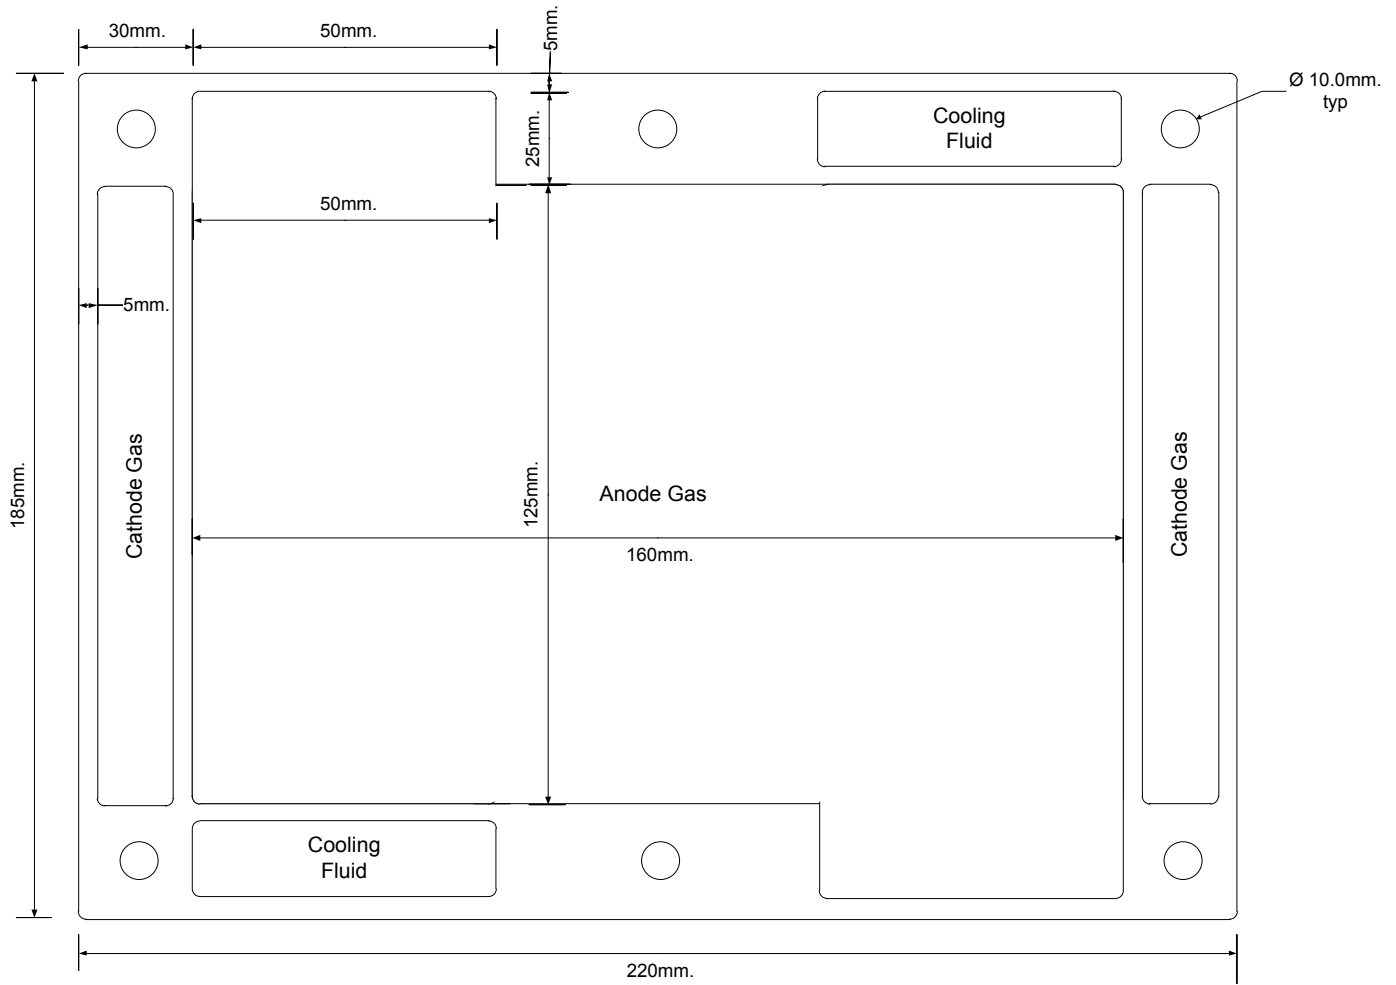 30mm.
50mm.
5mm.
Ø 10.0mm.
typ
Cooling
Fluid
25mm.
50mm.
5mm.
185mm.
Cathode Gas
125mm.
Anode Gas
160mm.
Cathode Gas
Cooling
Fluid
220mm.